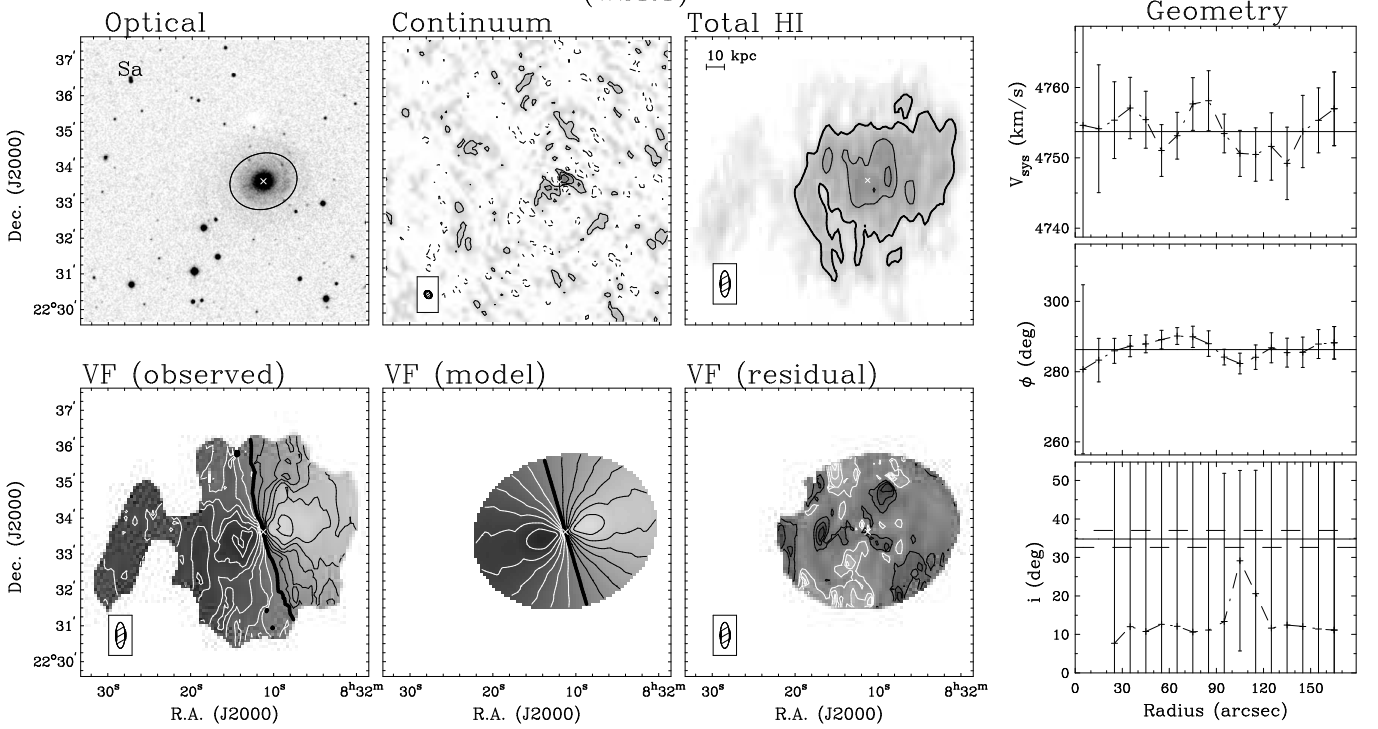 Optical
Continuum
Total HI
Geometry
Sa
10 kpc
Dec. (J2000)
37′
36′
35′
34′
33′
32′
31′
22°30′
V_sys (km/s)
4760
4750
4740
ϕ (deg)
300
280
260
VF (observed)
VF (model)
VF (residual)
Dec. (J2000)
37′
36′
35′
34′
33′
32′
31′
22°30′
30ˢ 20ˢ 10ˢ 8ʰ32ᵐ
30ˢ 20ˢ 10ˢ 8ʰ32ᵐ
30ˢ 20ˢ 10ˢ 8ʰ32ᵐ
R.A. (J2000)
R.A. (J2000)
R.A. (J2000)
i (deg)
50
40
30
20
10
0
0 30 60 90 120 150
Radius (arcsec)